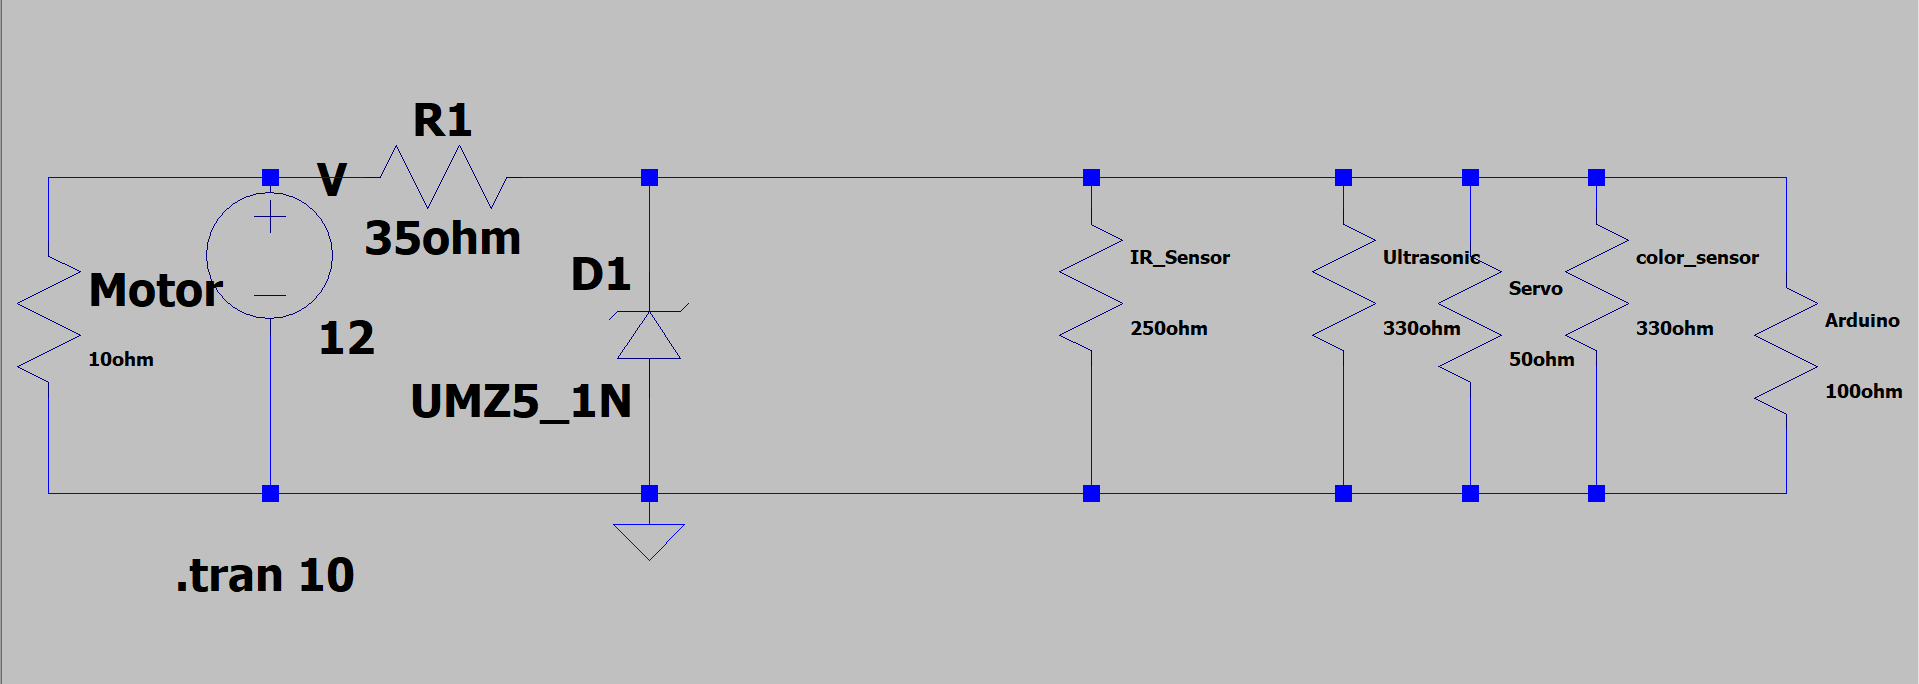 R1
V
35ohm
Motor
10ohm
12
D1
UMZ5_1N
IR_Sensor
250ohm
Ultrasonic
330ohm
Servo
50ohm
color_sensor
330ohm
Arduino
100ohm
.tran 10